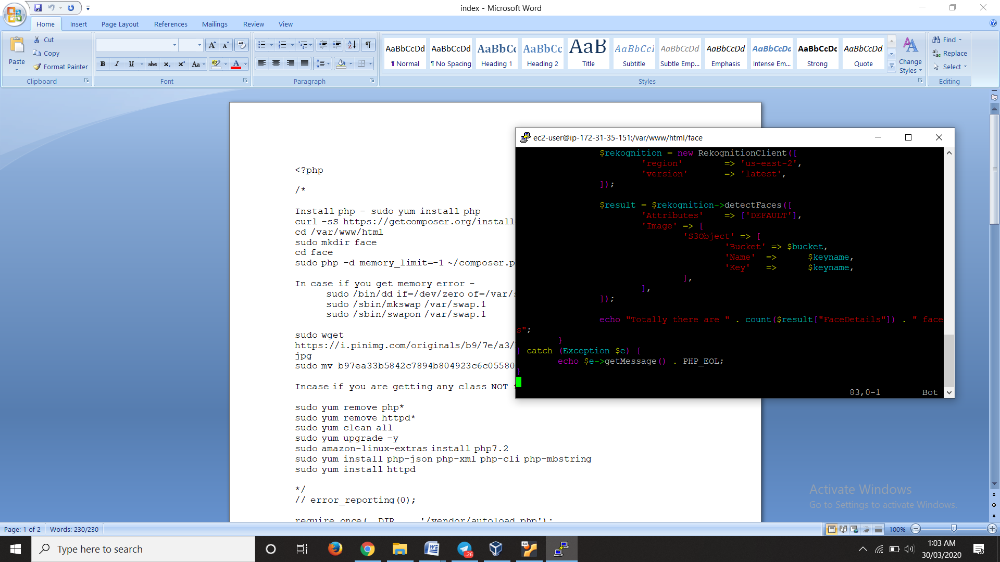 index - Microsoft Word
Home Insert Page Layout References Mailings Review View
Paste
Cut
Copy
Format Painter
Clipboard
B I U abc x₂ x² Aa
Font
Paragraph
AaBbCcDd AaBbCcDd AaBbCc AaBbCc AaB AaBbCcI AaBbCcDd AaBbCcDd AaBbCcDd AaBbCcDd AaBbCcDd
¶ Normal ¶ No Spacing Heading 1 Heading 2 Title Subtitle Subtle Emp... Emphasis Intense Em... Strong Quote
Change Styles
Styles
Find
Replace
Select
Editing
<?php
/*
Install php - sudo yum install php
curl -sS https://getcomposer.org/install
cd /var/www/html
sudo mkdir face
cd face
sudo php -d memory_limit=-1 ~/composer.p
In case if you get memory error -
sudo /bin/dd if=/dev/zero of=/var/s
sudo /sbin/mkswap /var/swap.1
sudo /sbin/swapon /var/swap.1
sudo wget
https://i.pinimg.com/originals/b9/7e/a3/
jpg
sudo mv b97ea33b5842c7894b804923c6c05580
Incase if you are getting any class NOT
sudo yum remove php*
sudo yum remove httpd*
sudo yum clean all
sudo yum upgrade -y
sudo amazon-linux-extras install php7.2
sudo yum install php-json php-xml php-cli php-mbstring
sudo yum install httpd
*/
// error_reporting(0);
require_once(__DIR__ . '/vendor/autoload.php');
ec2-user@ip-172-31-35-151:/var/www/html/face
$rekognition = new RekognitionClient([
'region' => 'us-east-2',
'version' => 'latest',
]);
$result = $rekognition->detectFaces([
'Attributes' => ['DEFAULT'],
'Image' => [
'S3Object' => [
'Bucket' => $bucket,
'Name' => $keyname,
'Key' => $keyname,
],
],
]);
echo "Totally there are " . count($result["FaceDetails"]) . " face
s";
}
} catch (Exception $e) {
echo $e->getMessage() . PHP_EOL;
}
83,0-1 Bot
Activate Windows
Go to Settings to activate Windows.
Page: 1 of 2 Words: 230/230
100%
Type here to search
..26
64
1:03 AM
30/03/2020